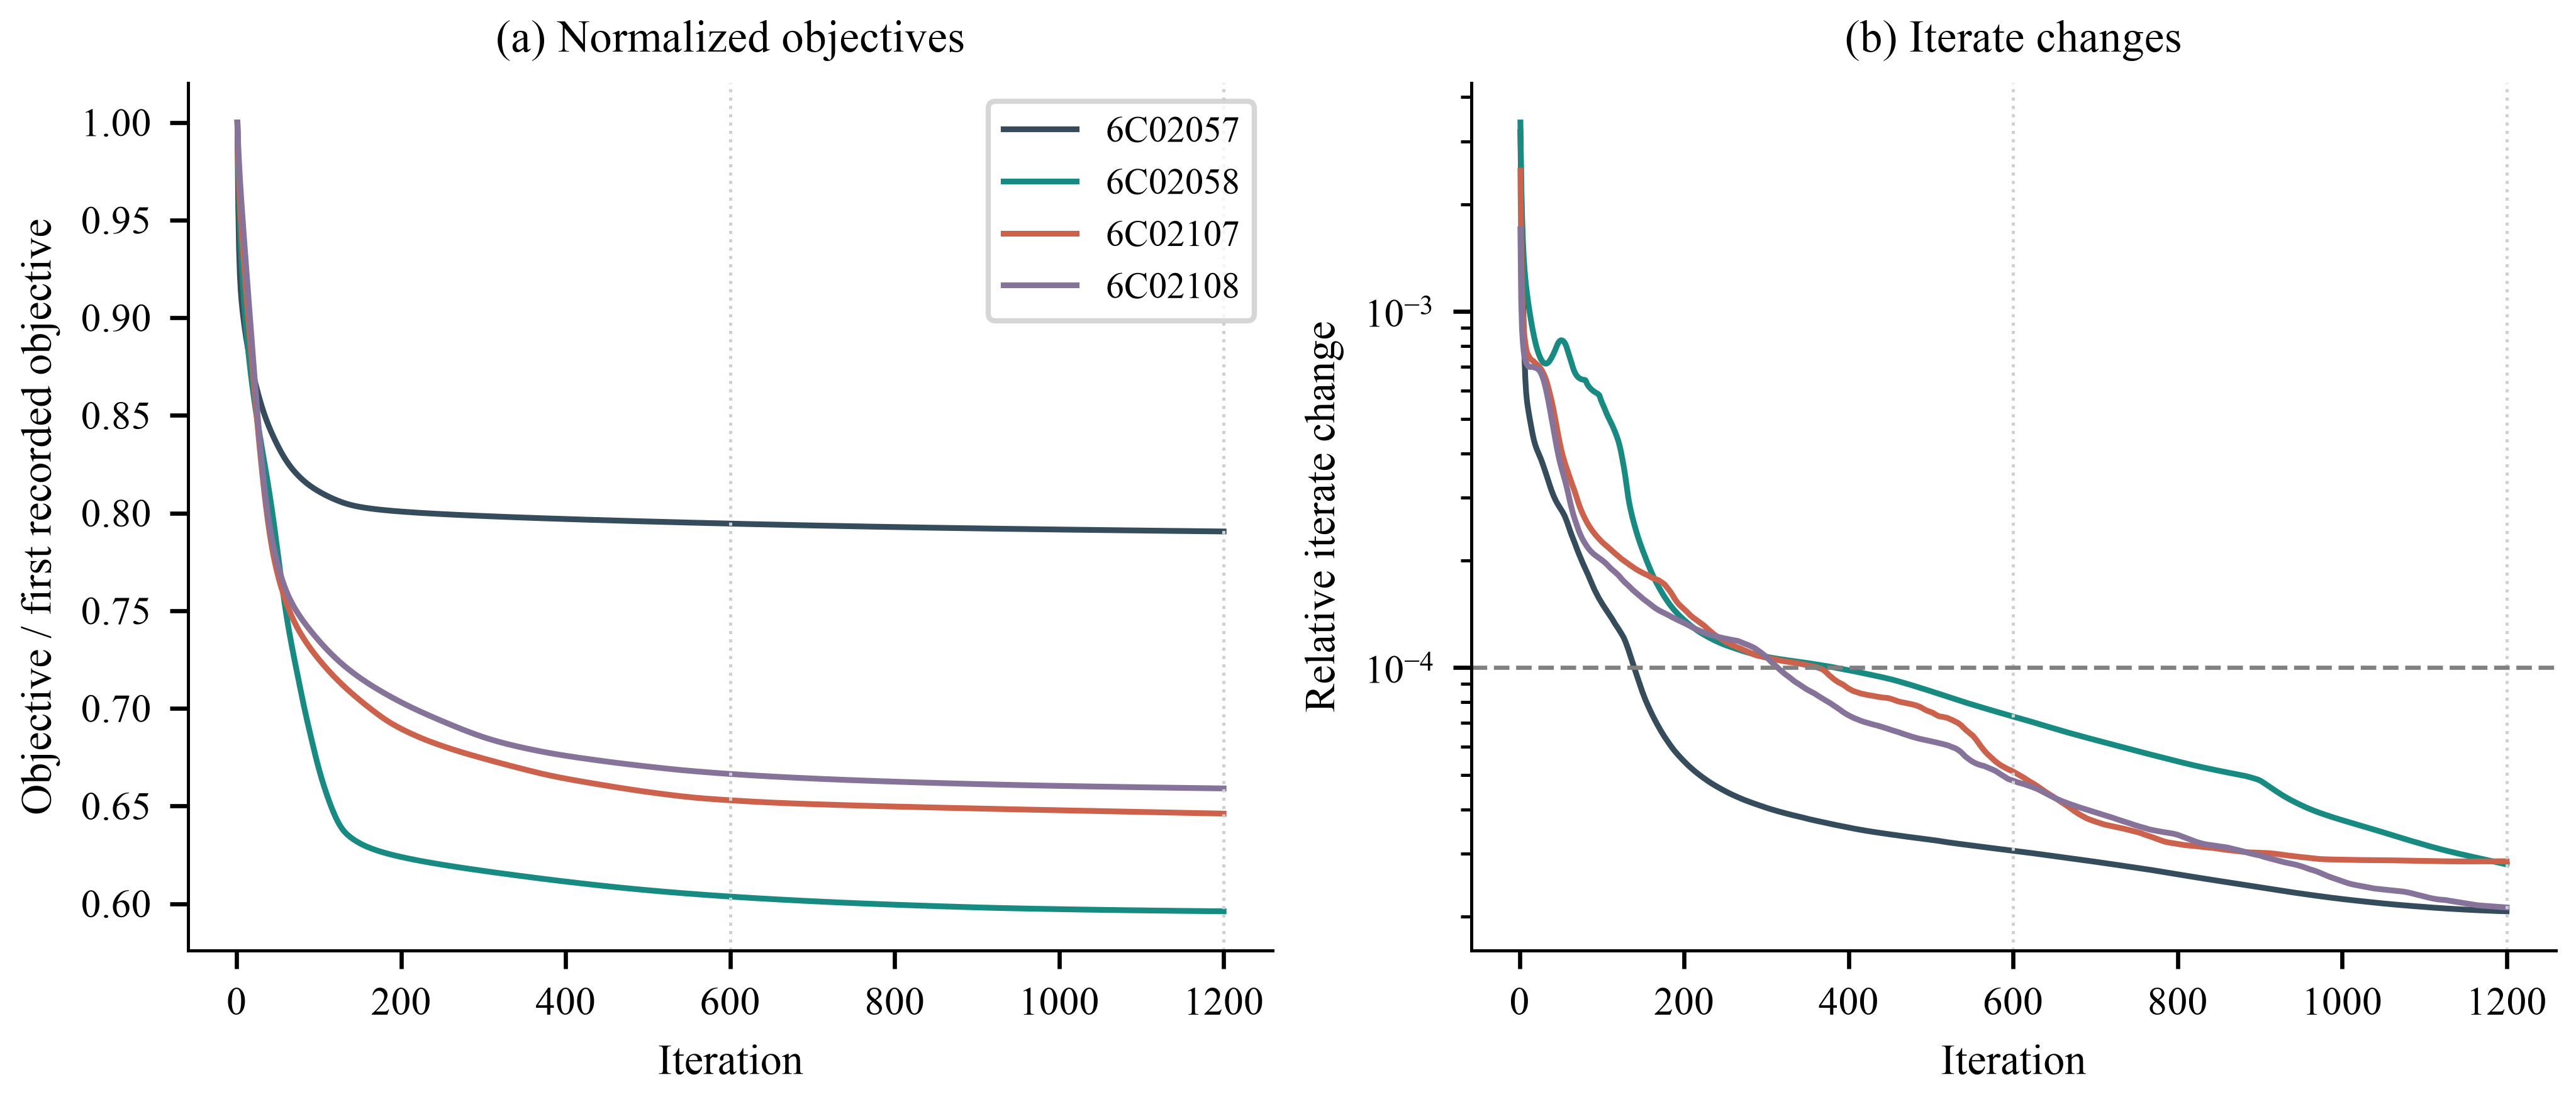 (a) Normalized objectives
Objective / first recorded objective
1.00
0.95
0.90
0.85
0.80
0.75
0.70
0.65
0.60
6C02057
6C02058
6C02107
6C02108
0 200 400 600 800 1000 1200
Iteration
(b) Iterate changes
Relative iterate change
10⁻³
10⁻⁴
0 200 400 600 800 1000 1200
Iteration